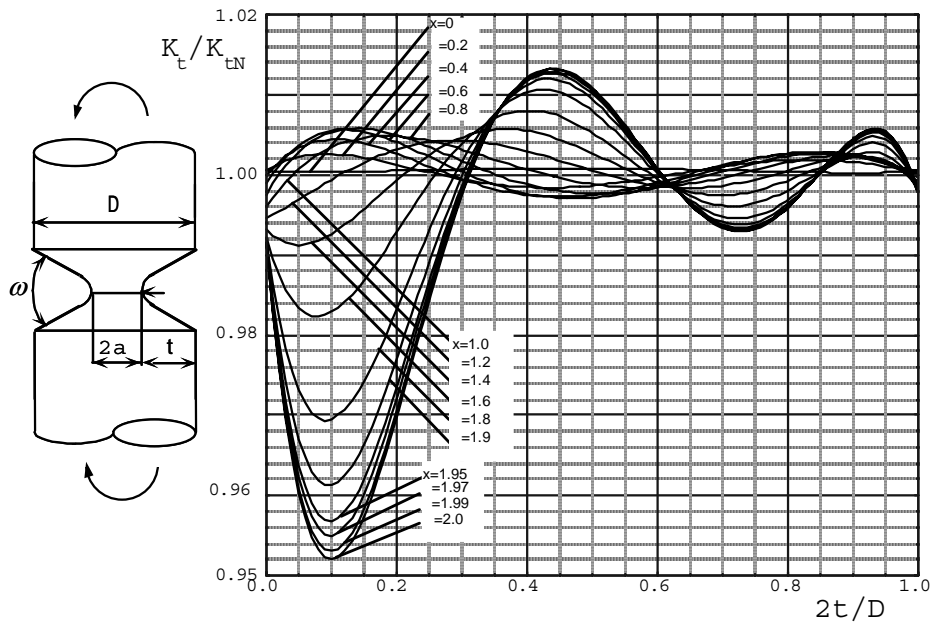 K_t/K_tN
1.02
1.00
0.98
0.96
0.95
x=0
=0.2
=0.4
=0.6
=0.8
x=1.0
=1.2
=1.4
=1.6
=1.8
=1.9
x=1.95
=1.97
=1.99
=2.0
0.0 0.2 0.4 0.6 0.8 1.0
2t/D
D
ω
2a
t